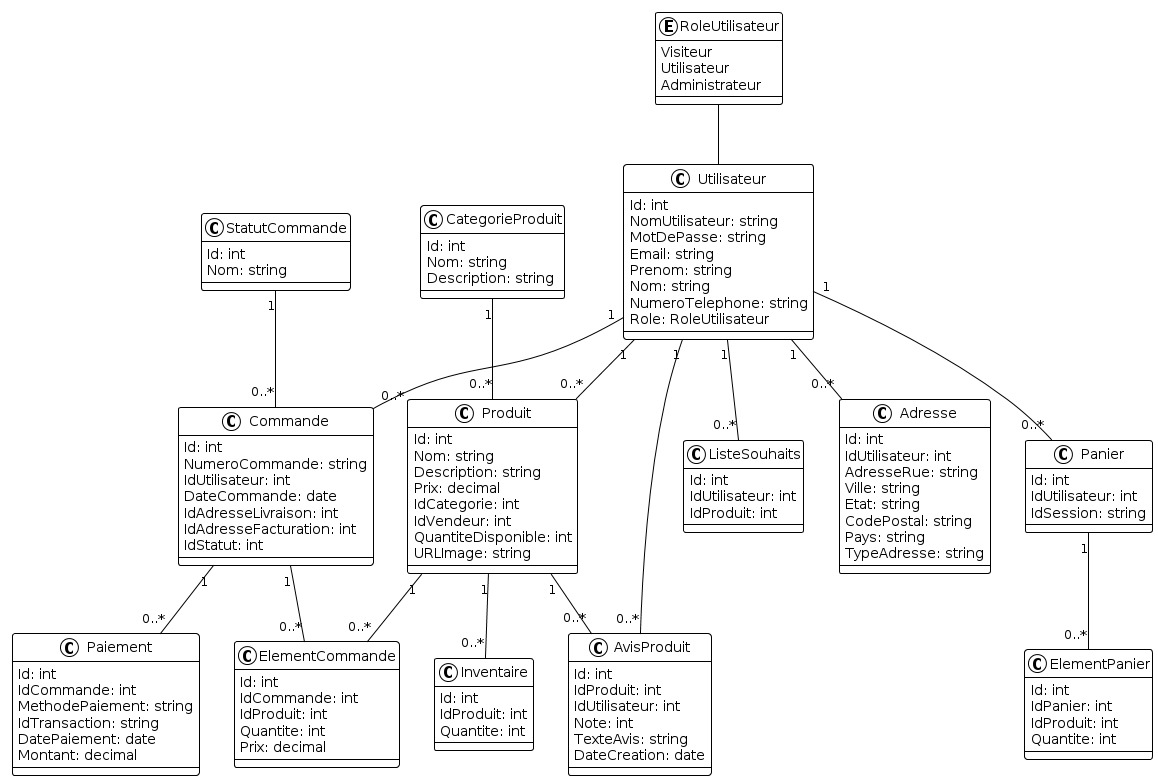 E RoleUtilisateur
Visiteur
Utilisateur
Administrateur
C Utilisateur
Id: int
NomUtilisateur: string
MotDePasse: string
Email: string
Prenom: string
Nom: string
NumeroTelephone: string
Role: RoleUtilisateur
C StatutCommande
Id: int
Nom: string
C CategorieProduit
Id: int
Nom: string
Description: string
1
0..*
1
0..*
1
0..*
1
0..*
1
0..*
1
0..*
1
0..*
1
0..*
C Commande
Id: int
NumeroCommande: string
IdUtilisateur: int
DateCommande: date
IdAdresseLivraison: int
IdAdresseFacturation: int
IdStatut: int
C Produit
Id: int
Nom: string
Description: string
Prix: decimal
IdCategorie: int
IdVendeur: int
QuantiteDisponible: int
URLImage: string
C ListeSouhaits
Id: int
IdUtilisateur: int
IdProduit: int
C Adresse
Id: int
IdUtilisateur: int
AdresseRue: string
Ville: string
Etat: string
CodePostal: string
Pays: string
TypeAdresse: string
C Panier
Id: int
IdUtilisateur: int
IdSession: string
1
0..*
1
0..*
1
0..*
1
0..*
1
0..*
1
0..*
C Paiement
Id: int
IdCommande: int
MethodePaiement: string
IdTransaction: string
DatePaiement: date
Montant: decimal
C ElementCommande
Id: int
IdCommande: int
IdProduit: int
Quantite: int
Prix: decimal
C Inventaire
Id: int
IdProduit: int
Quantite: int
C AvisProduit
Id: int
IdProduit: int
IdUtilisateur: int
Note: int
TexteAvis: string
DateCreation: date
C ElementPanier
Id: int
IdPanier: int
IdProduit: int
Quantite: int